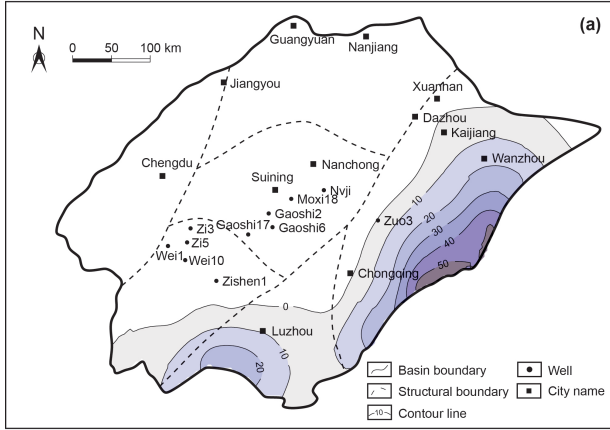 (a)
N
0 50 100 km
Guangyuan
Nanjiang
Jiangyou
Xuanhan
Dazhou
Kaijiang
Wanzhou
Chengdu
Nanchong
Suining
Nvji
Moxi18
Gaoshi2
Gaoshi17
Gaoshi6
Zuo3
Zi3
Zi5
Wei1
Wei10
Zishen1
Chongqing
Luzhou
0
10
20
10
20
30
40
50
Basin boundary
Well
Structural boundary
City name
10 Contour line